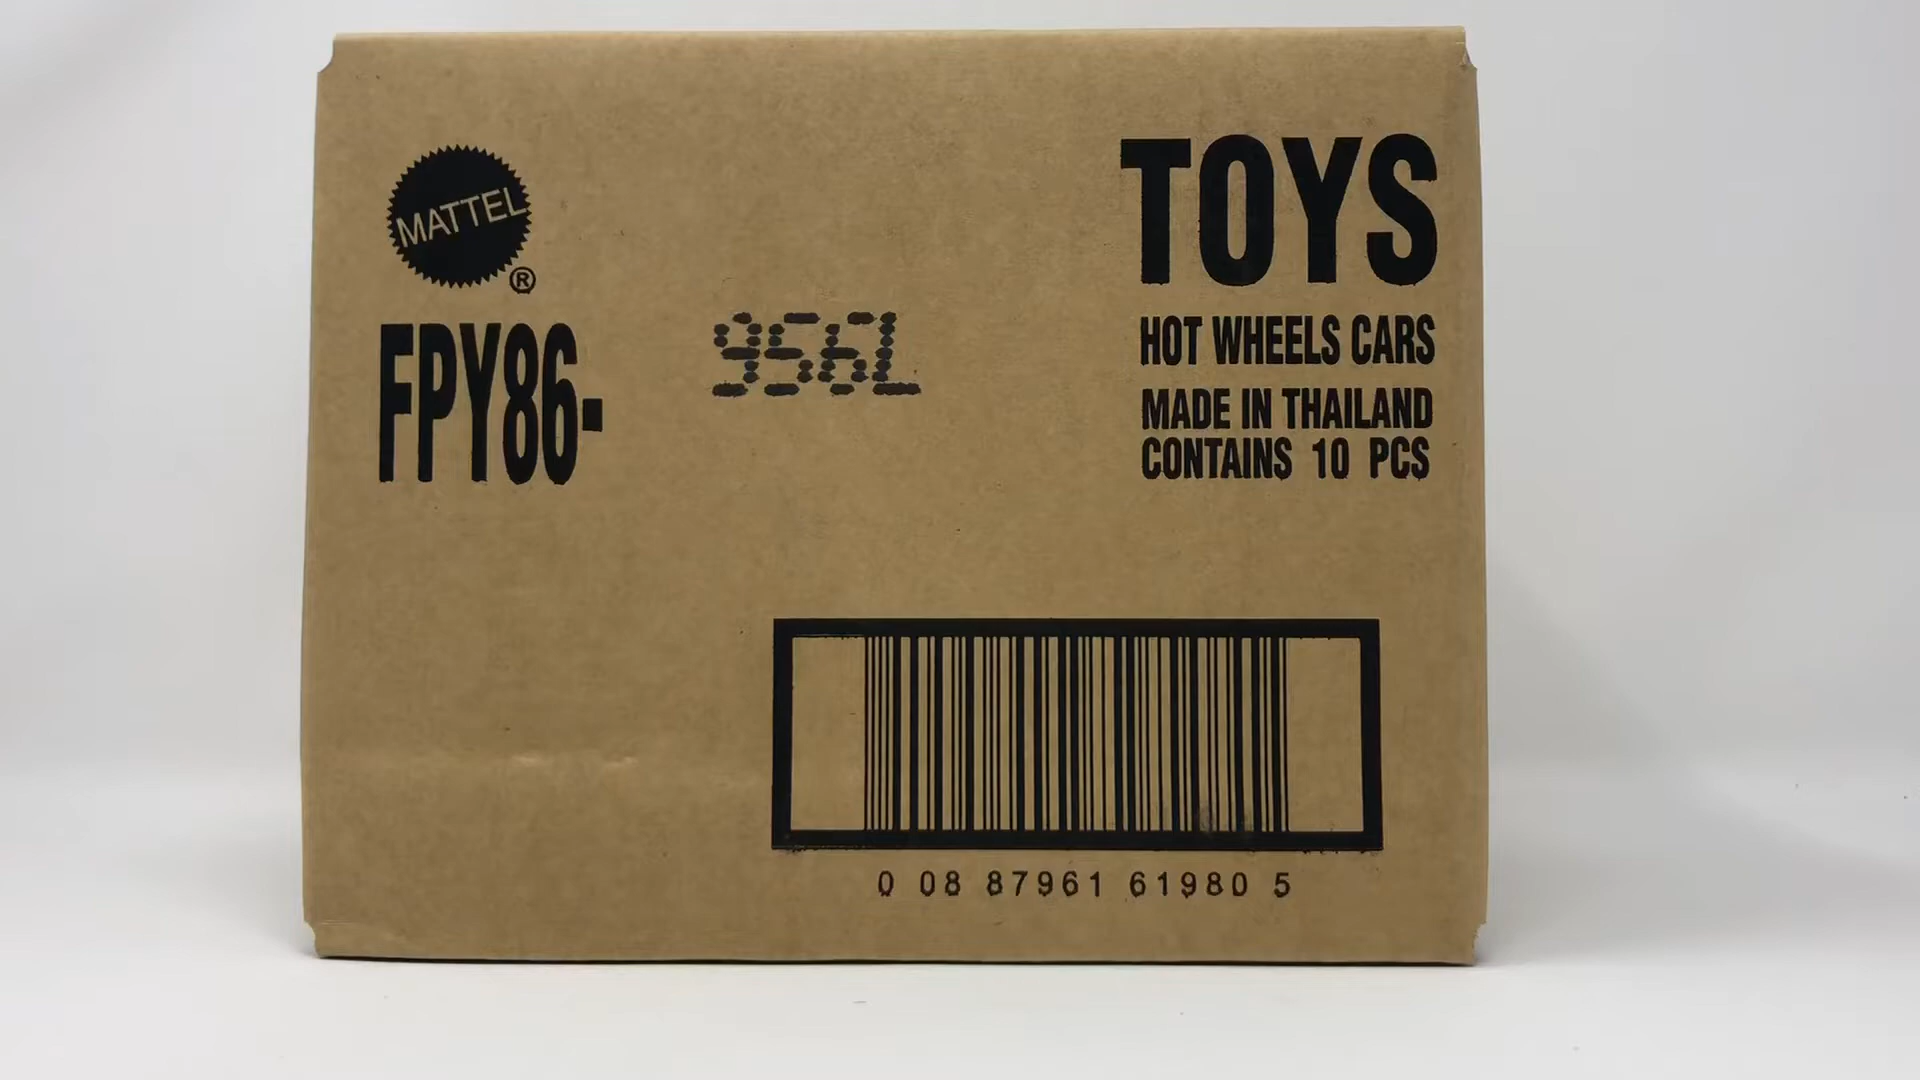 MATTEL
®
FPY86-
956L
TOYS
HOT WHEELS CARS
MADE IN THAILAND
CONTAINS 10 PCS
0 08 87961 61980 5